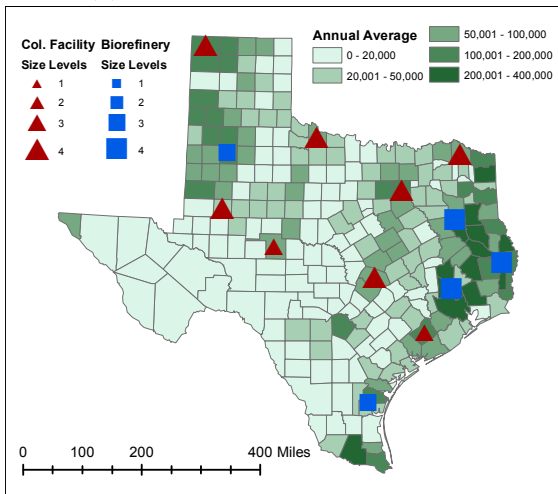 Col. Facility
Size Levels
1
2
3
4
Biorefinery
Size Levels
1
2
3
4
Annual Average
0 - 20,000
20,001 - 50,000
50,001 - 100,000
100,001 - 200,000
200,001 - 400,000
0 100 200 400 Miles